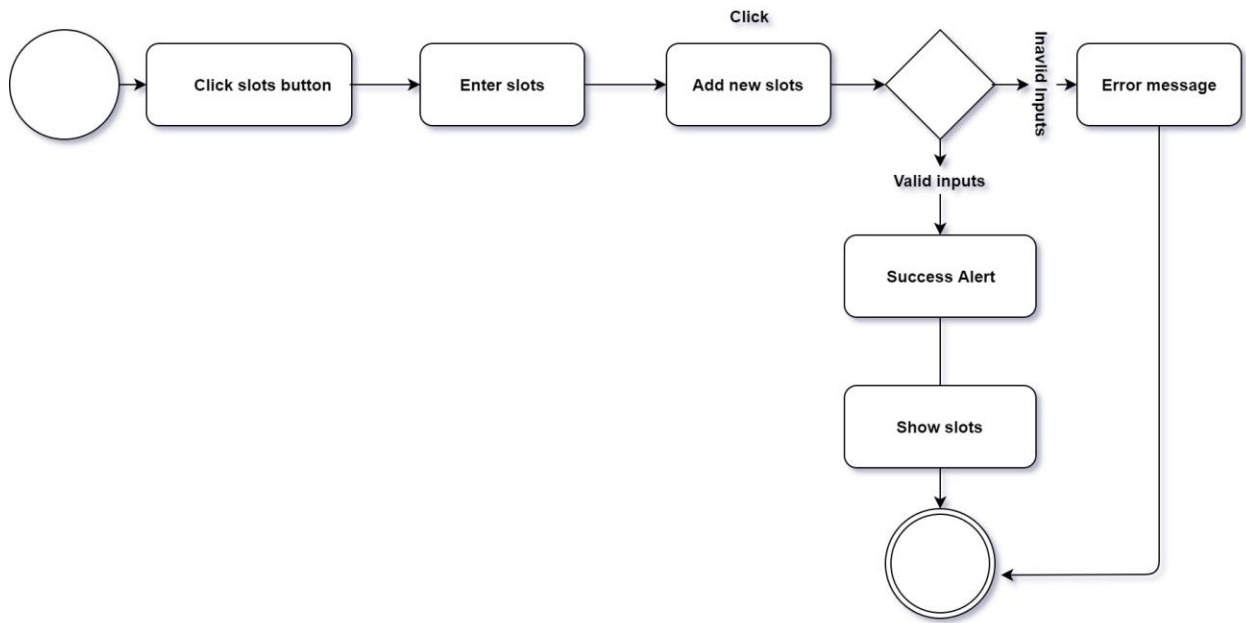 Click
Click slots button
Enter slots
Add new slots
Inavlid Inputs
Error message
Valid inputs
Success Alert
Show slots